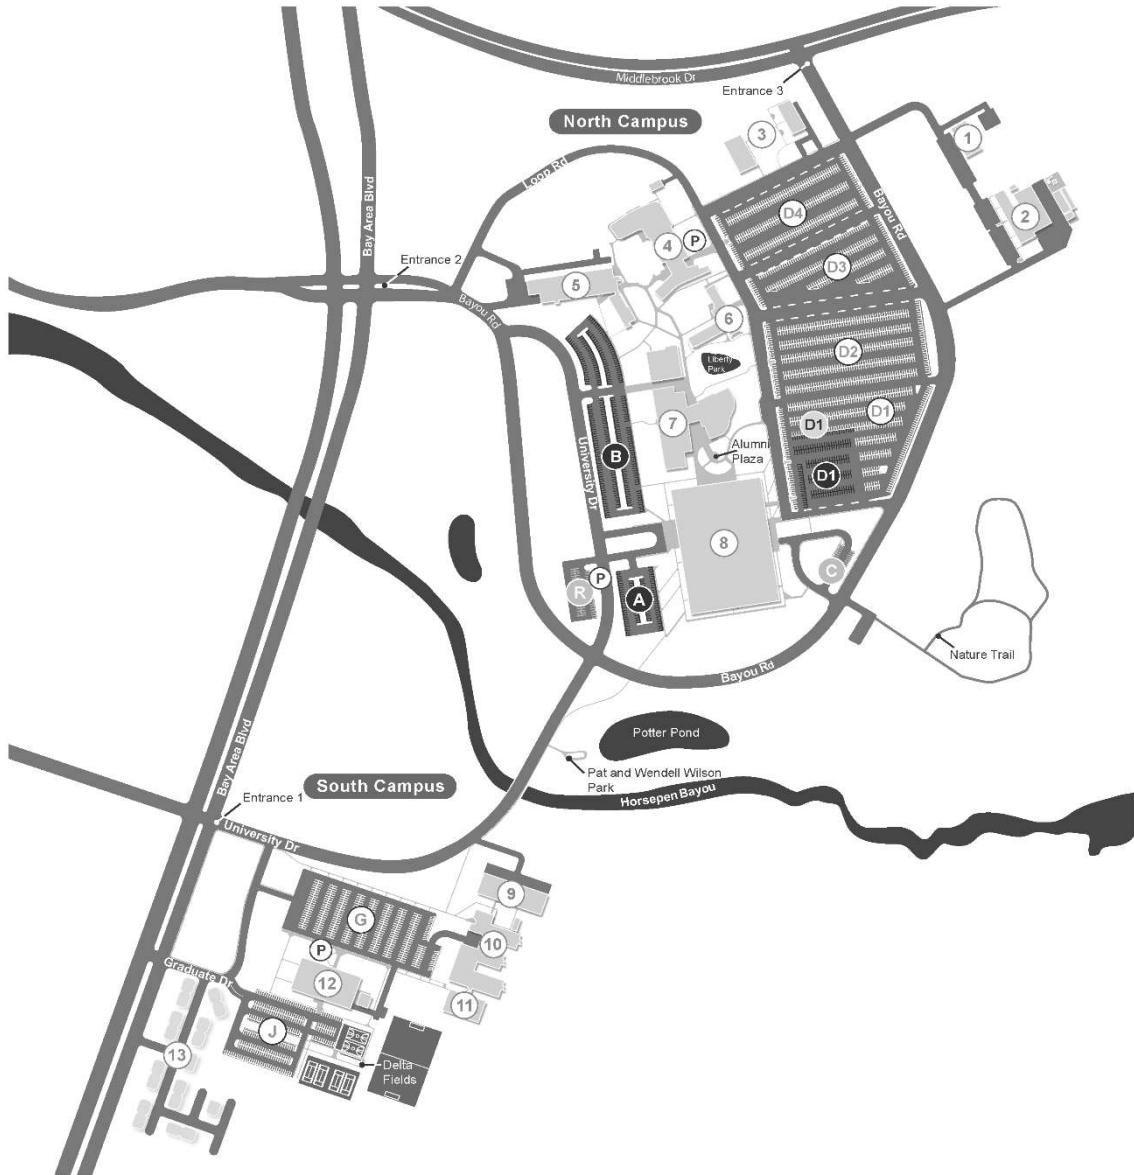 Middlebrook Dr
Entrance 3
North Campus
3
1
Loop Rd
Bay Area Blvd
Bayou Rd
D4
2
4
P
Entrance 2
D3
5
Bayou Rd
6
D2
Liberty
Park
7
D1
D1
University Dr
Alumni
Plaza
B
D1
8
R
P
A
C
Nature Trail
Bayou Rd
Potter Pond
Bay Area Blvd
Pat and Wendell Wilson
Park
South Campus
Horsepen Bayou
Entrance 1
University Dr
9
G
10
P
Graduate Dr
12
11
J
13
Delta
Fields